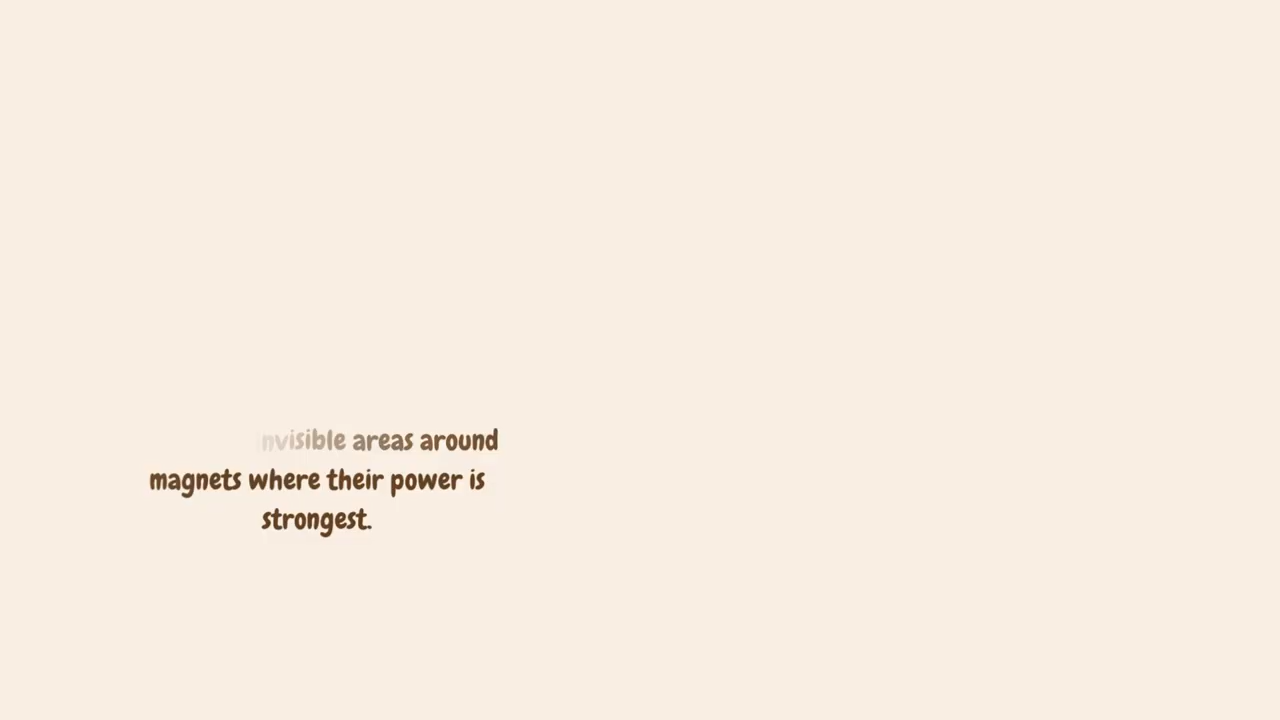 nvisible areas around
magnets where their power is
strongest.